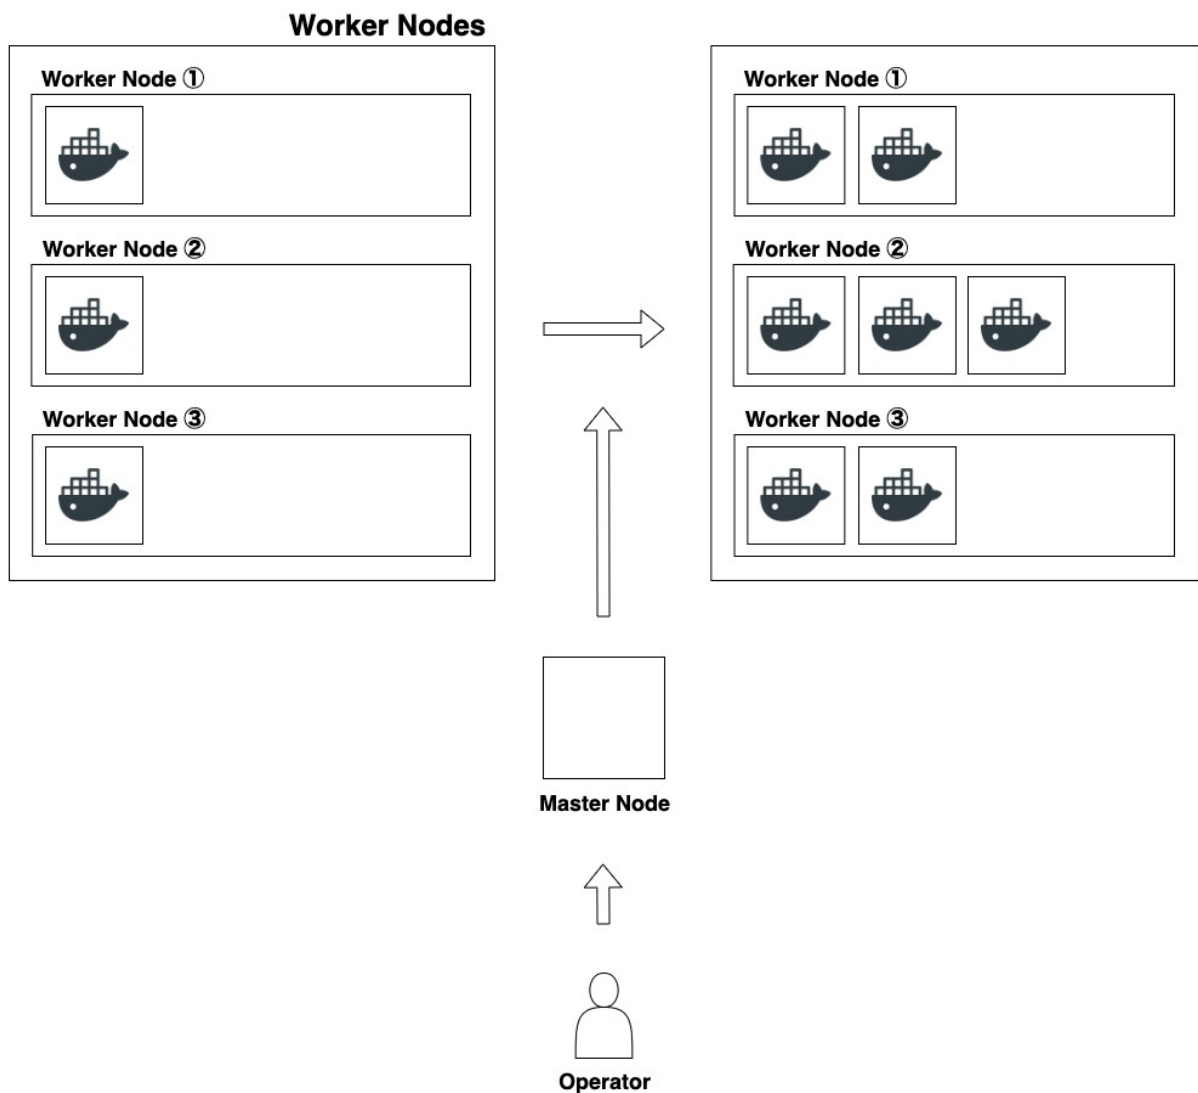 Worker Nodes
Worker Node ①
Worker Node ②
Worker Node ③
Worker Node ①
Worker Node ②
Worker Node ③
Master Node
Operator